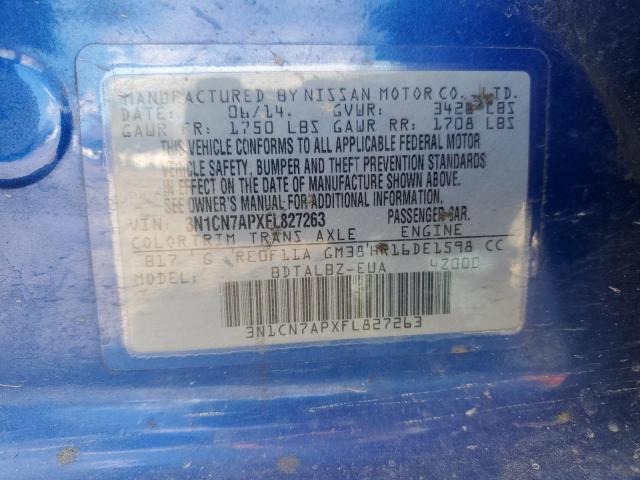 MANUFACTURED BY NISSAN MOTOR CO., LTD.
DATE: 06/14. GVWR: LBS
GAWR FR: 1750 LBS GAWR RR: 1708 LBS
THIS VEHICLE CONFORMS TO ALL APPLICABLE FEDERAL MOTOR
VEHICLE SAFETY, BUMPER AND THEFT PREVENTION STANDARDS
IN EFFECT ON THE DATE OF MANUFACTURE SHOWN ABOVE.
SEE OWNER'S MANUAL FOR ADDITIONAL INFORMATION.
VIN: 3N1CN7APXFL827263 PASSENGER CAR.
COLOR TRIM TRANS AXLE ENGINE
B17 G RE0F11A GM38 HR16DE1598 CC
MODEL: BDTALBZ-EUA 42000
3N1CN7APXFL827263